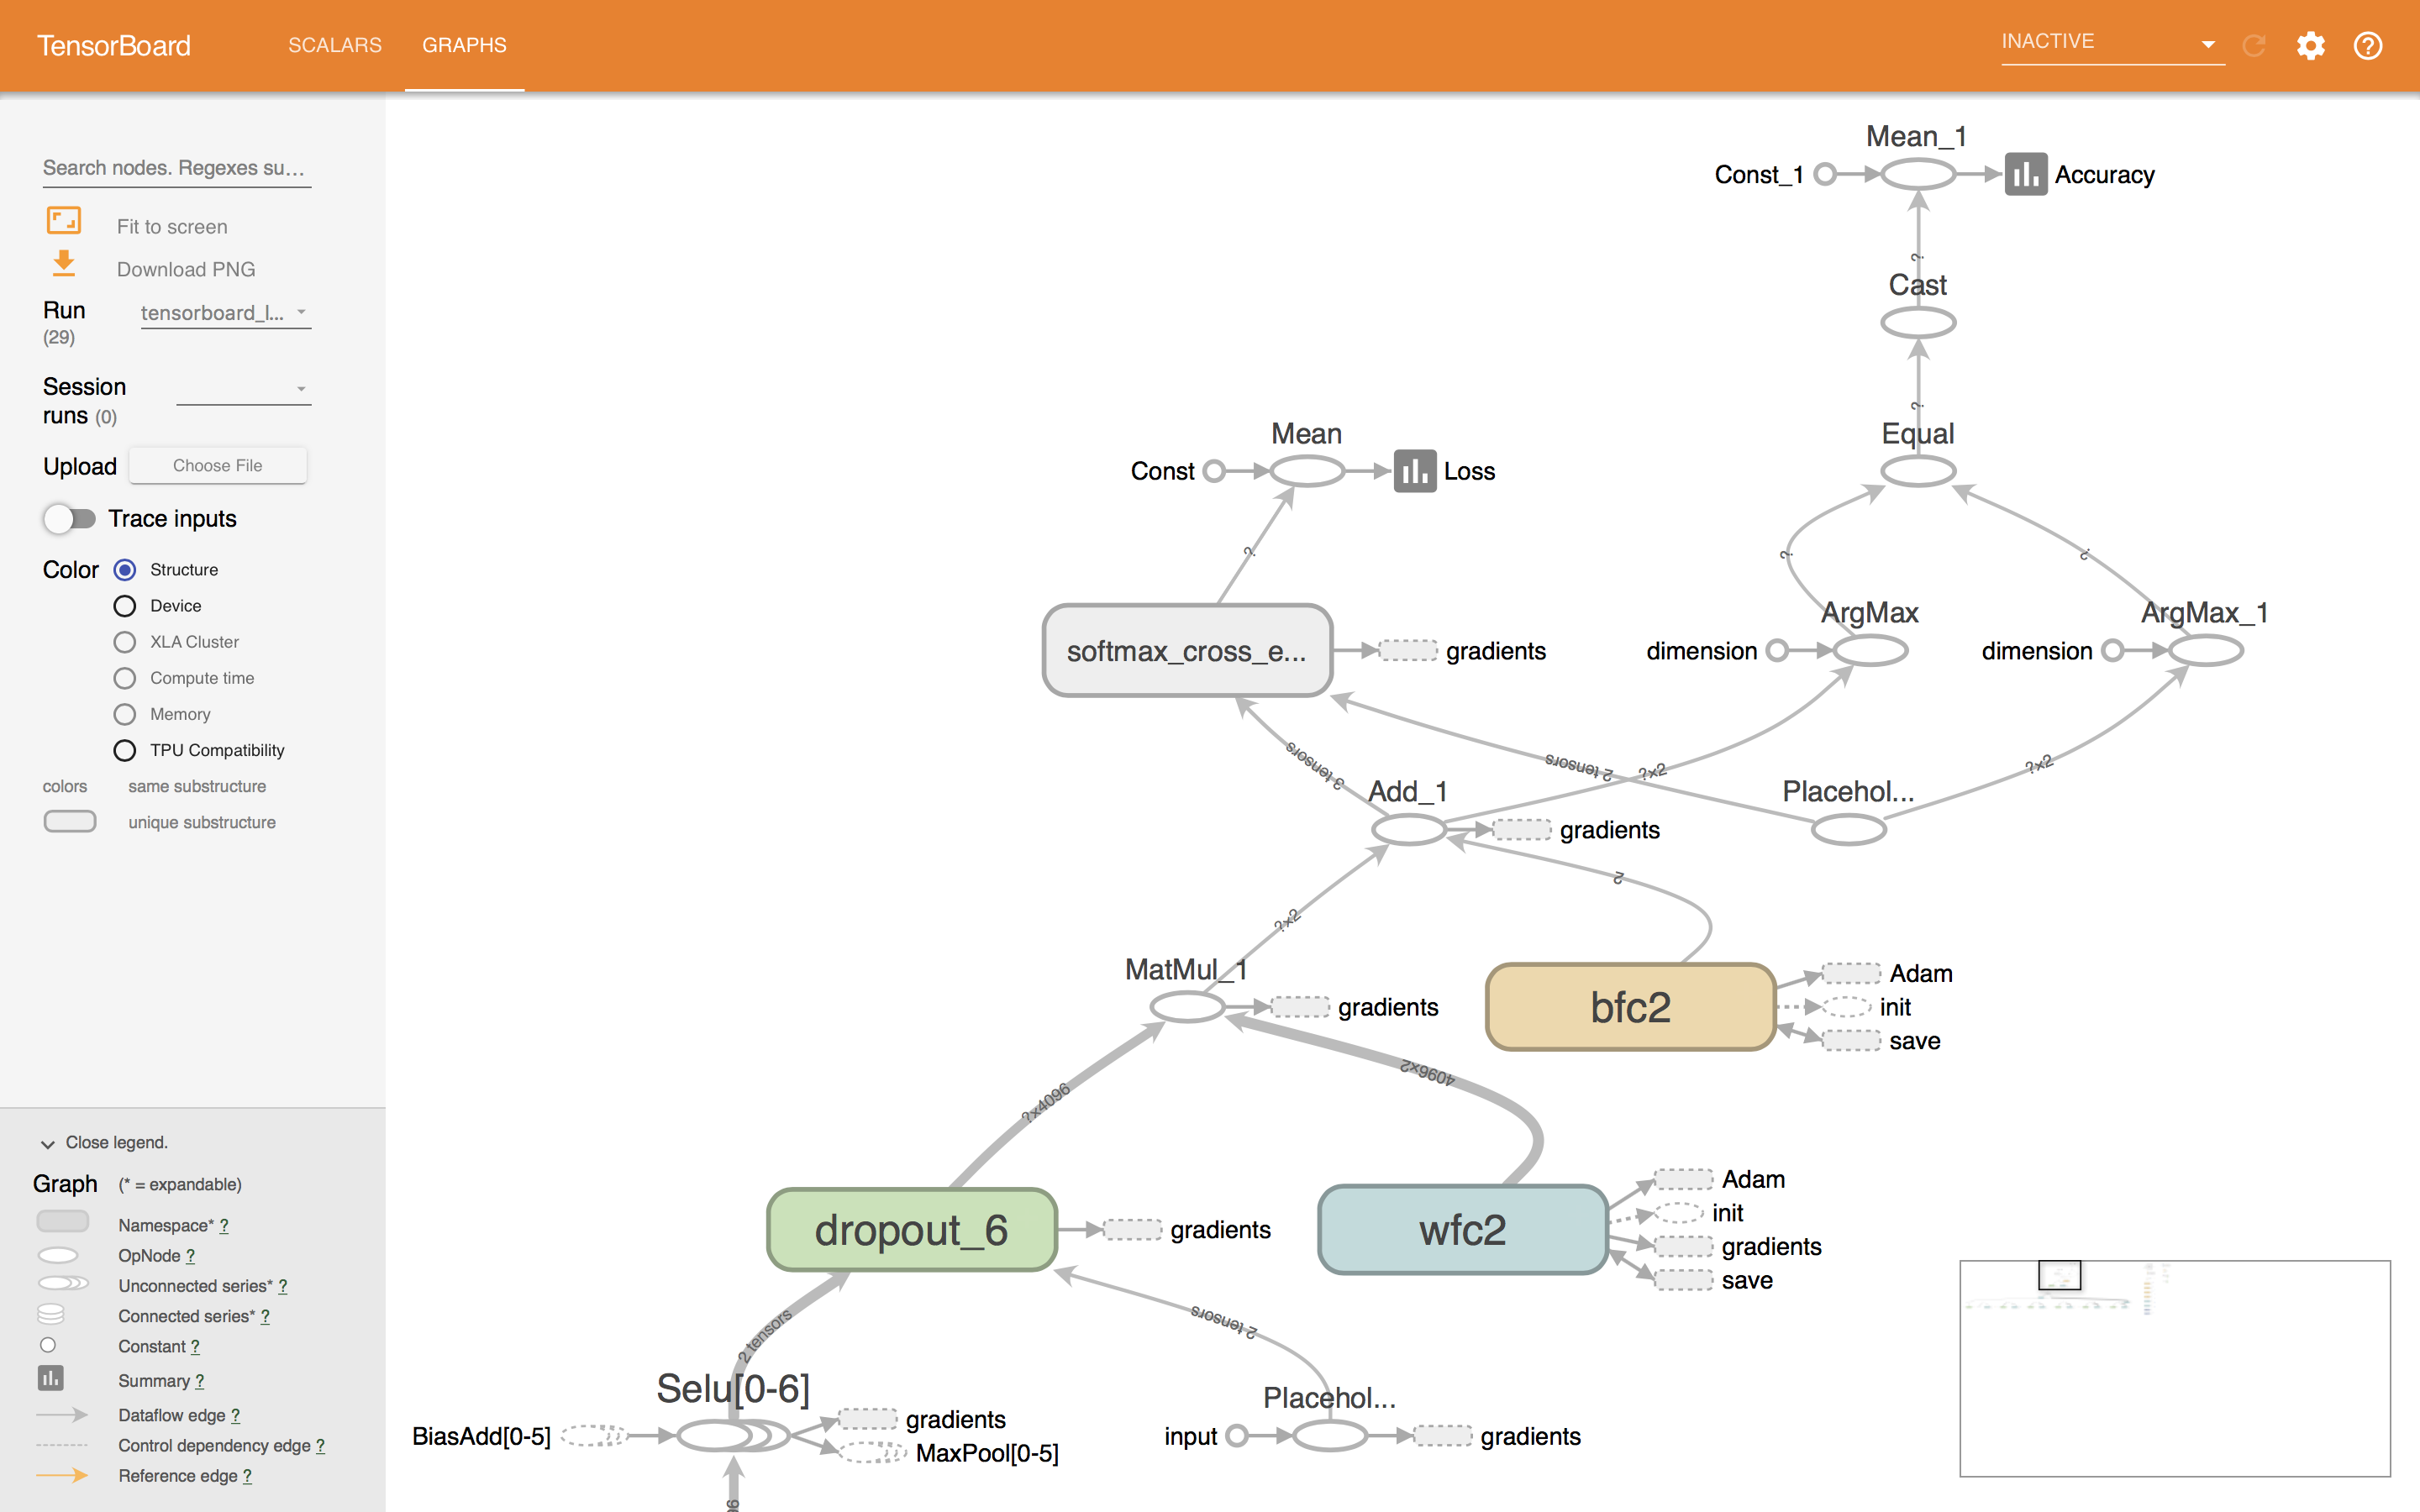 TensorBoard
SCALARS
GRAPHS
INACTIVE
Search nodes. Regexes su...
Fit to screen
Download PNG
Run
(29)
tensorboard_l...
Session
runs (0)
Upload
Choose File
Trace inputs
Color
Structure
Device
XLA Cluster
Compute time
Memory
TPU Compatibility
colors
same substructure
unique substructure
Close legend.
Graph
(* = expandable)
Namespace* ?
OpNode ?
Unconnected series* ?
Connected series* ?
Constant ?
Summary ?
Dataflow edge ?
Control dependency edge ?
Reference edge ?
Mean_1
Const_1
Accuracy
?
Cast
?
Equal
Mean
Const
Loss
?
?
?
ArgMax
ArgMax_1
softmax_cross_e...
gradients
dimension
dimension
3 tensors
2 tensors
?x2
?x2
Add_1
Placehol...
gradients
2
?x2
MatMul_1
gradients
bfc2
Adam
init
save
?x4096
4096x2
dropout_6
gradients
wfc2
Adam
init
gradients
save
2 tensors
2 tensors
Selu[0-6]
Placehol...
BiasAdd[0-5]
gradients
MaxPool[0-5]
input
gradients